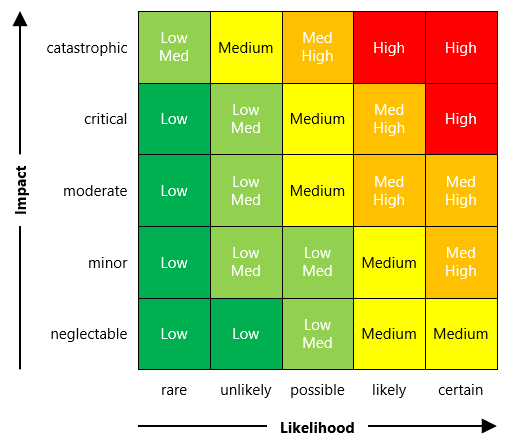 catastrophic
Low
Med
Medium
Med
High
High
High
critical
Low
Low
Med
Medium
Med
High
High
moderate
Low
Low
Med
Medium
Med
High
Med
High
minor
Low
Low
Med
Low
Med
Medium
Med
High
neglectable
Low
Low
Low
Med
Medium
Medium
Impact
rare
unlikely
possible
likely
certain
Likelihood